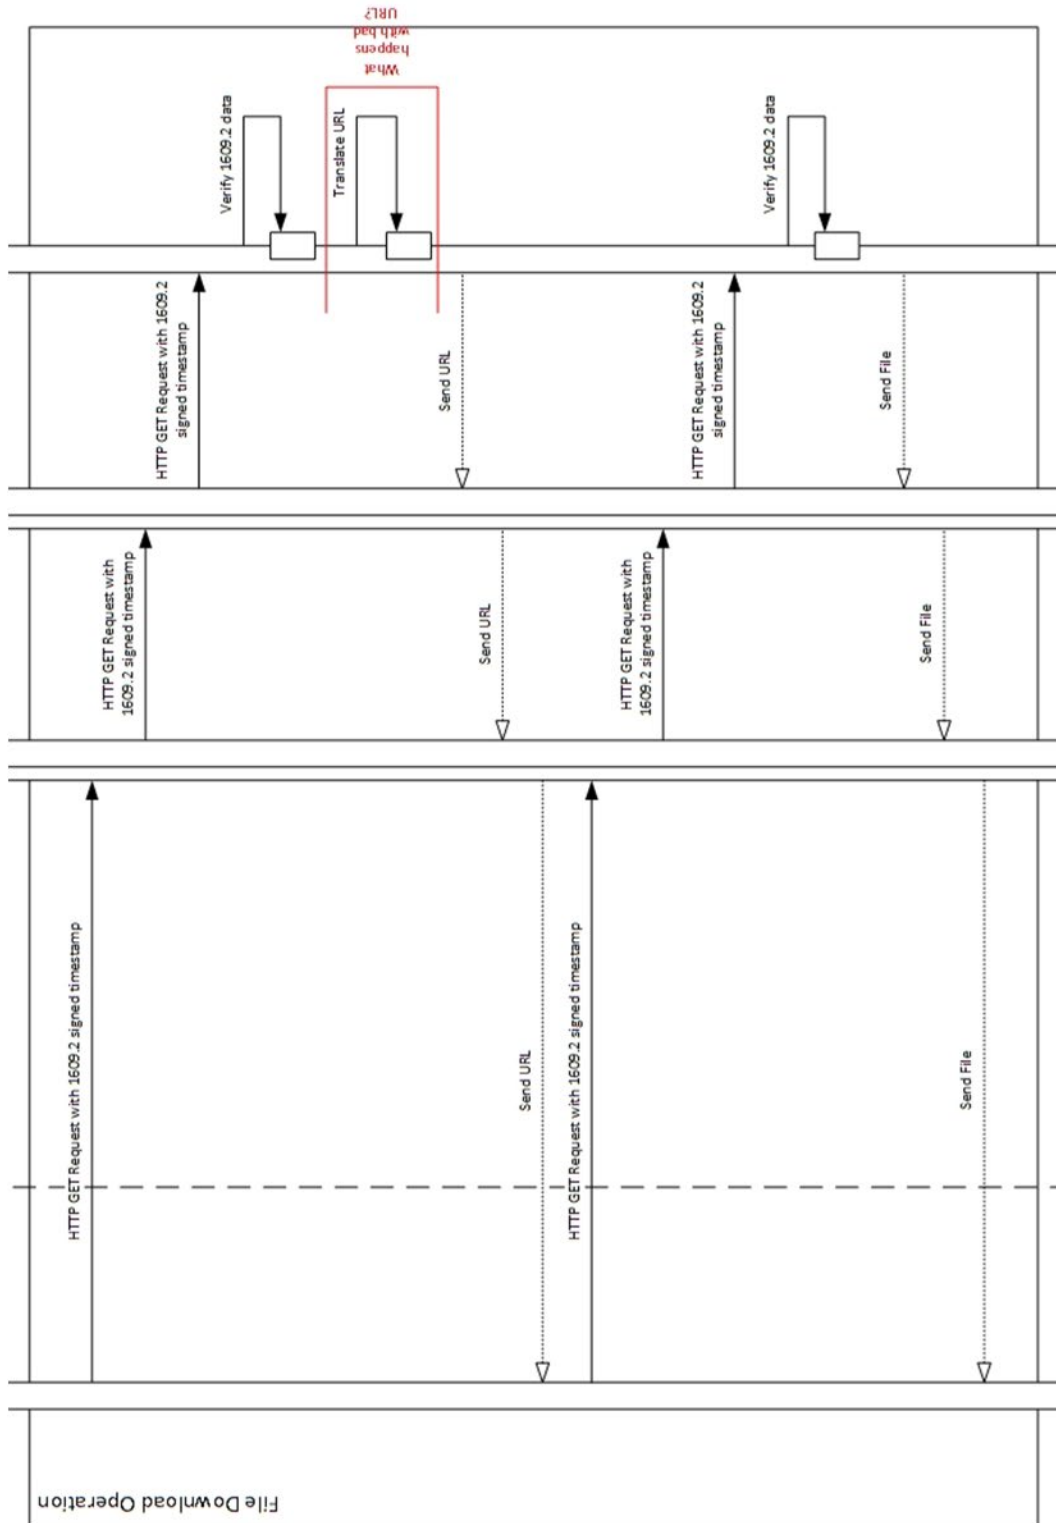 File Download Operation
HTTP GET Request with 1609.2 signed timestamp
HTTP GET Request with
1609.2 signed timestamp
HTTP GET Request with 1609.2
signed timestamp
Verify 1609.2 data
What
happens
with bad
URL?
Translate URL
Send URL
Send URL
Send URL
HTTP GET Request with 1609.2 signed timestamp
HTTP GET Request with
1609.2 signed timestamp
HTTP GET Request with 1609.2
signed timestamp
Verify 1609.2 data
Send File
Send File
Send File